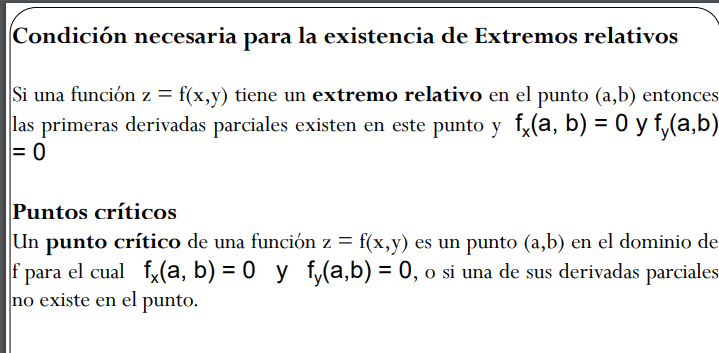 Condición necesaria para la existencia de Extremos relativos
Si una función z = f(x,y) tiene un extremo relativo en el punto (a,b) entonces
las primeras derivadas parciales existen en este punto y fₓ(a, b) = 0 y fᵧ(a,b)
= 0
Puntos críticos
Un punto crítico de una función z = f(x,y) es un punto (a,b) en el dominio de
f para el cual fₓ(a, b) = 0 y fᵧ(a,b) = 0, o si una de sus derivadas parciales
no existe en el punto.